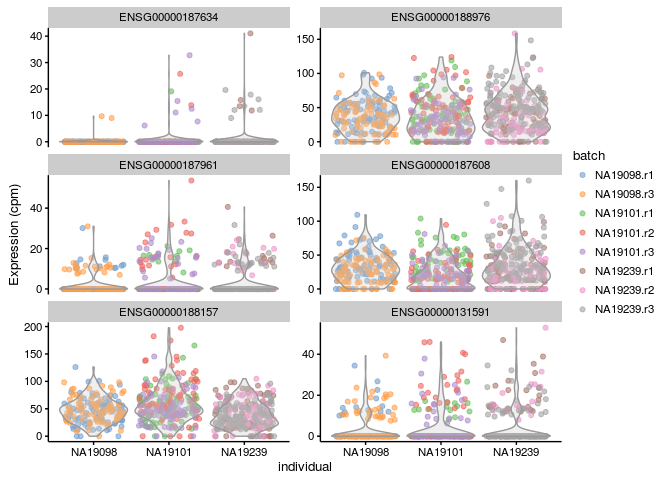 ENSG00000187634
ENSG00000188976
40
30
20
10
0
150
100
50
0
ENSG00000187961
ENSG00000187608
40
20
0
150
100
50
0
ENSG00000188157
ENSG00000131591
200
150
100
50
0
40
20
0
NA19098
NA19101
NA19239
NA19098
NA19101
NA19239
individual
Expression (cpm)
batch
NA19098.r1
NA19098.r3
NA19101.r1
NA19101.r2
NA19101.r3
NA19239.r1
NA19239.r2
NA19239.r3